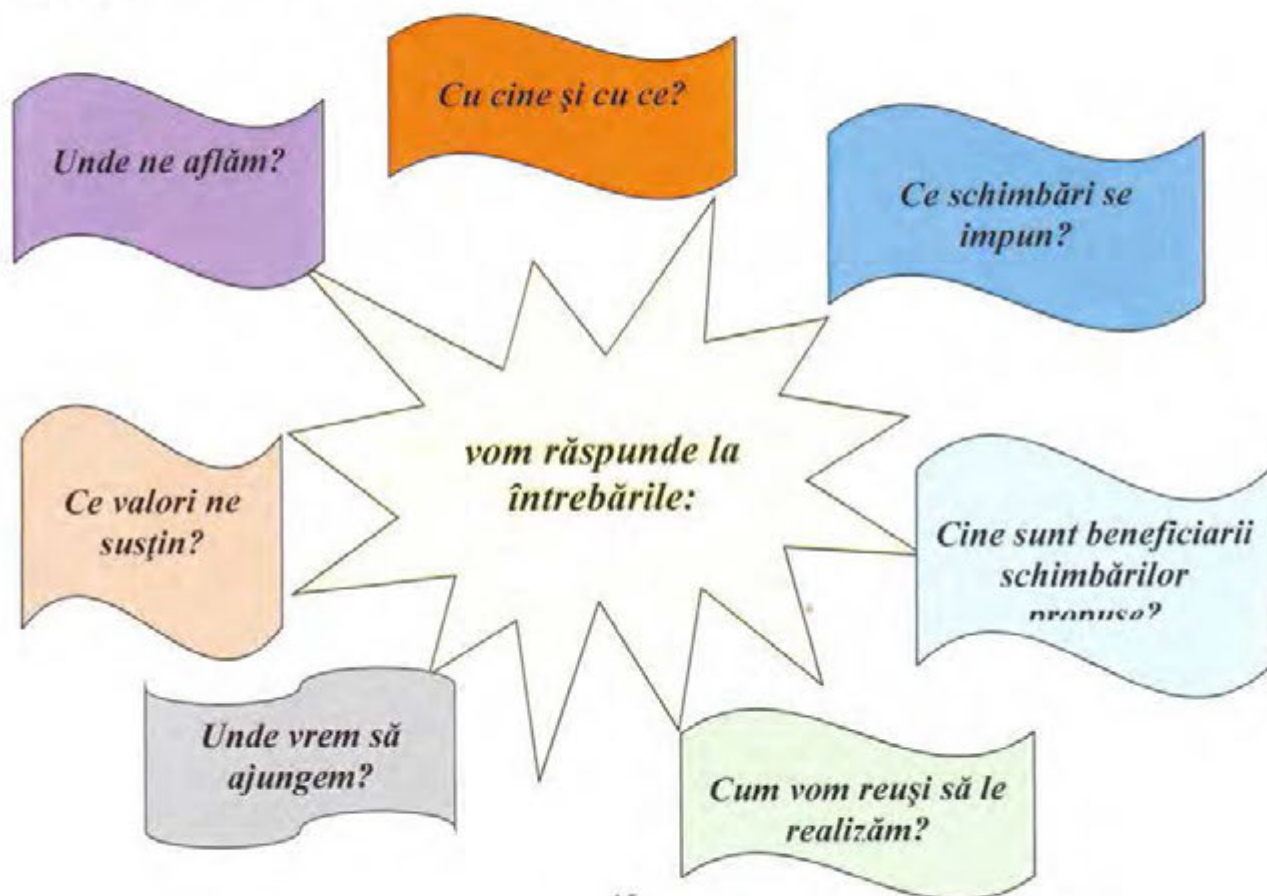 Cu cine şi cu ce?
Unde ne aflăm?
Ce schimbări se
impun?
vom răspunde la
întrebările:
Ce valori ne
susţin?
Cine sunt beneficiarii
schimbărilor
propuse?
Unde vrem să
ajungem?
Cum vom reuşi să le
realizăm?